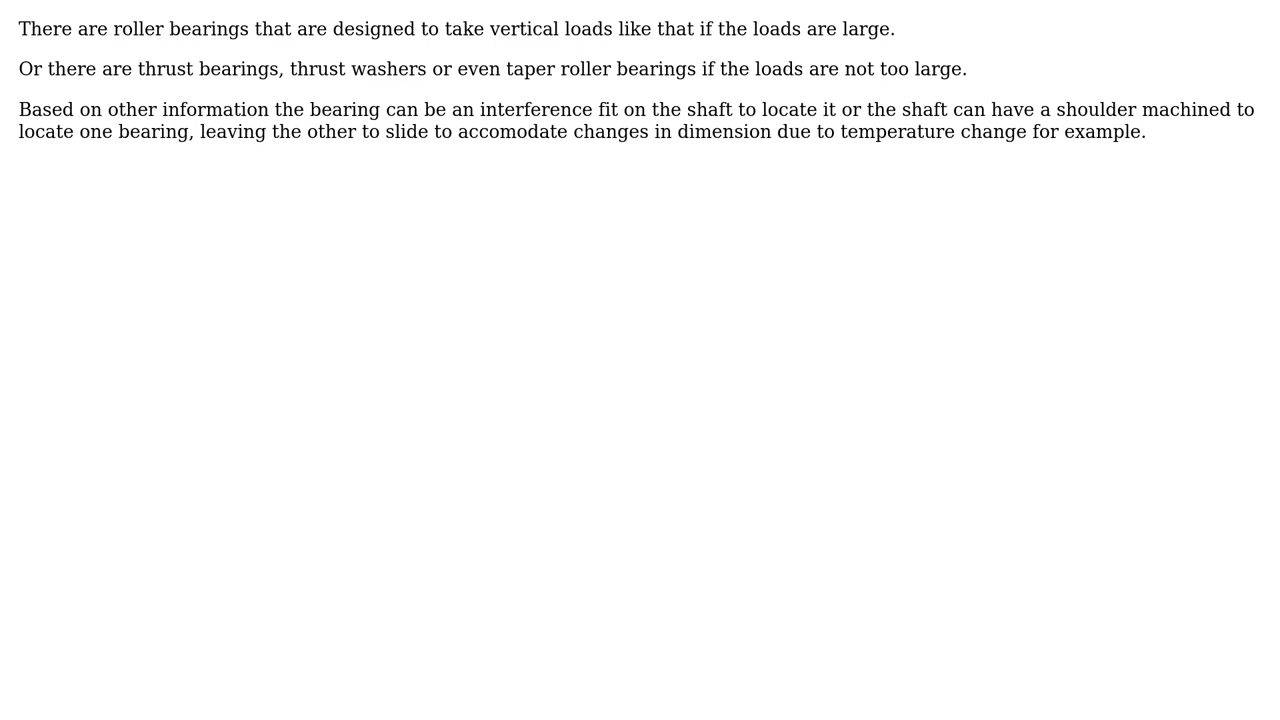 There are roller bearings that are designed to take vertical loads like that if the loads are large.
Or there are thrust bearings, thrust washers or even taper roller bearings if the loads are not too large.
Based on other information the bearing can be an interference fit on the shaft to locate it or the shaft can have a shoulder machined to
locate one bearing, leaving the other to slide to accomodate changes in dimension due to temperature change for example.